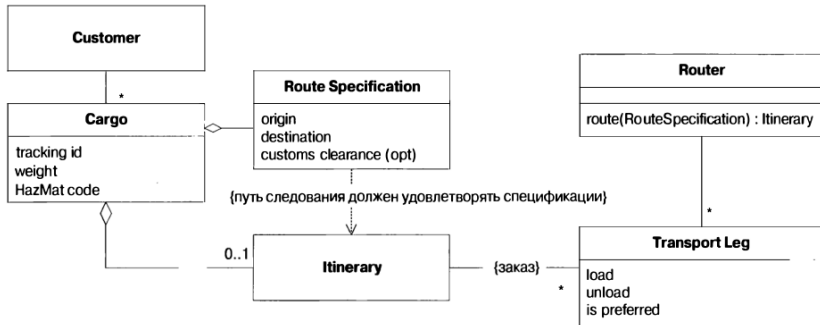 Customer
*
Cargo
tracking id
weight
HazMat code
Route Specification
origin
destination
customs clearance (opt)
Router
route(RouteSpecification) : Itinerary
{путь следования должен удовлетворять спецификации}
*
0..1
Itinerary
{заказ}
*
Transport Leg
load
unload
is preferred